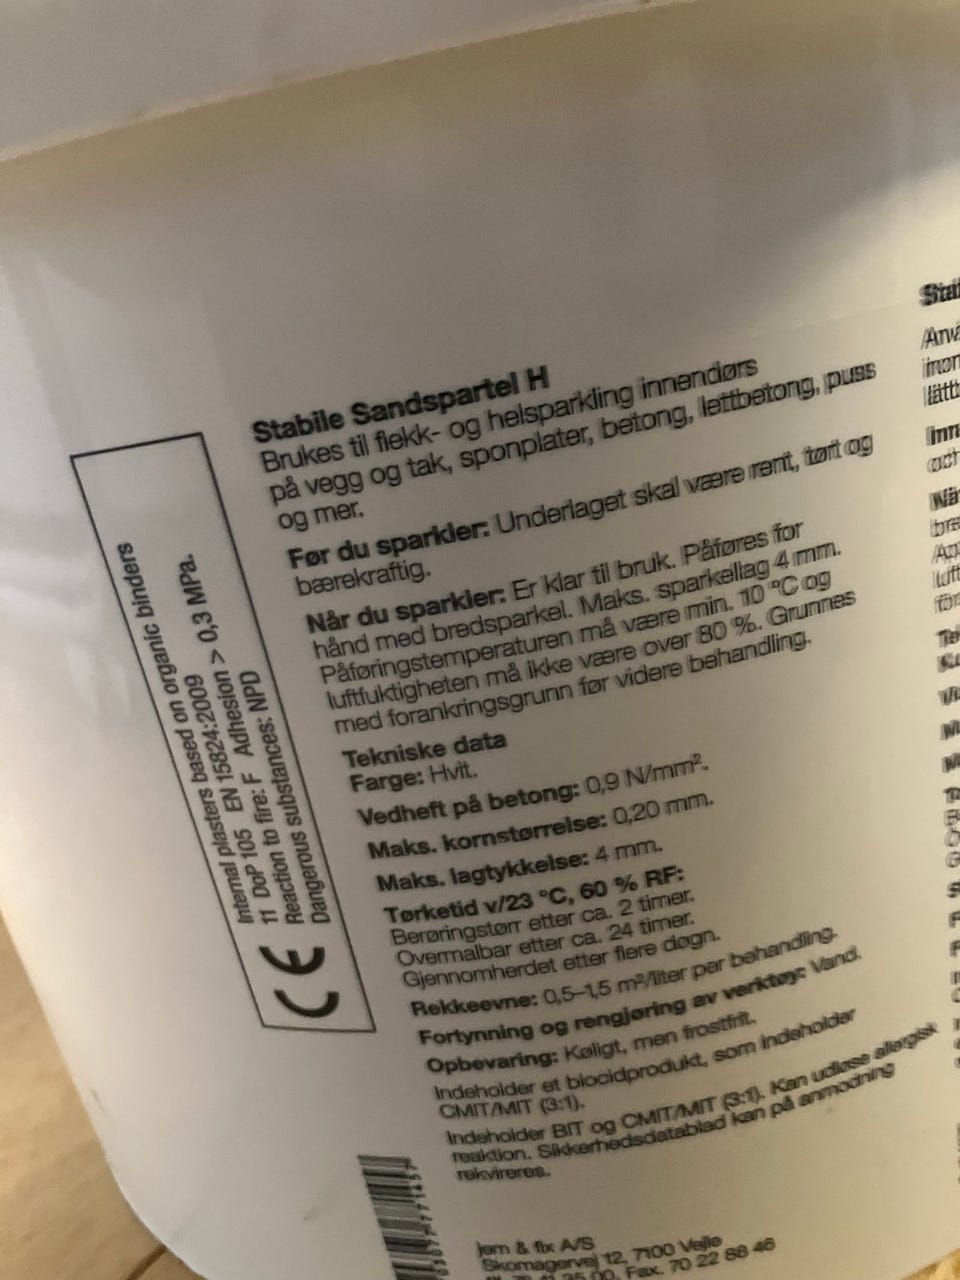 Stabile Sandspartel H
Brukes til flekk- og helsparkling innendørs
på vegg og tak, sponplater, betong, lettbetong, puss
og mer.
Før du sparkler: Underlaget skal være rent, tørt og
bærekraftig.
Når du sparkler: Er klar til bruk. Påføres for
hånd med bredsparkel. Maks. sparkellag 4 mm.
Påføringstemperaturen må være min. 10 °C og
luftfuktigheten må ikke være over 80 %. Grunnes
med forankringsgrunn før videre behandling.
Tekniske data
Farge: Hvit.
Vedheft på betong: 0,9 N/mm².
Maks. kornstørrelse: 0,20 mm.
Maks. lagtykkelse: 4 mm.
Tørketid v/23 °C, 60 % RF:
Berøringstørr etter ca. 2 timer.
Overmalbar etter ca. 24 timer.
Gjennomherdet etter flere døgn.
Rekkeevne: 0,5–1,5 m²/liter per behandling.
Fortynning og rengjøring av verktøy: Vand.
Opbevaring: Køligt, men frostfrit.
Indeholder et biocidprodukt, som indeholder
CMIT/MIT (3:1).
Indeholder BIT og CMIT/MIT (3:1). Kan udløse allergisk
reaktion. Sikkerhedsdatablad kan på anmodning
rekvireres.
jem & fix A/S
Skomagervej 12, 7100 Vejle
Fax. 70 22 88 46
CE
Internal plasters based on organic binders
11 DoP 105 EN 15824:2009
Reaction to fire: F Adhesion > 0,3 MPa.
Dangerous substances: NPD